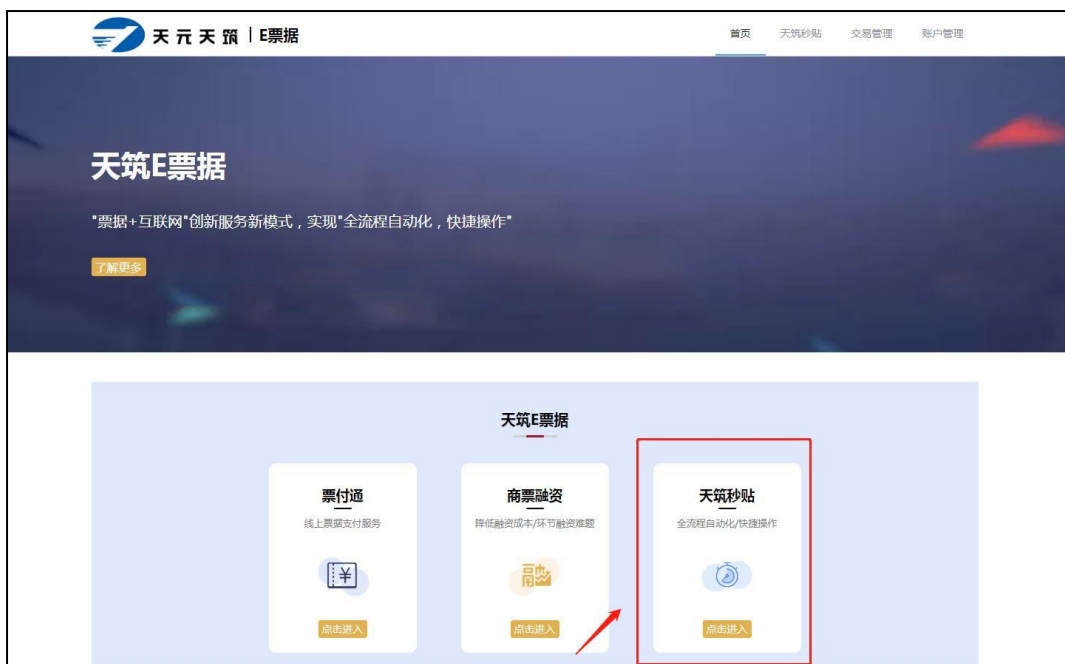 天元天筑 | E票据
首页 天筑秒贴 交易管理 账户管理
天筑E票据
"票据+互联网"创新服务新模式，实现"全流程自动化，快捷操作"
了解更多
天筑E票据
票付通 商票融资 天筑秒贴
线上票据支付服务 降低融资成本/环节融资难题 全流程自动化/快捷操作
融
点击进入 点击进入 点击进入